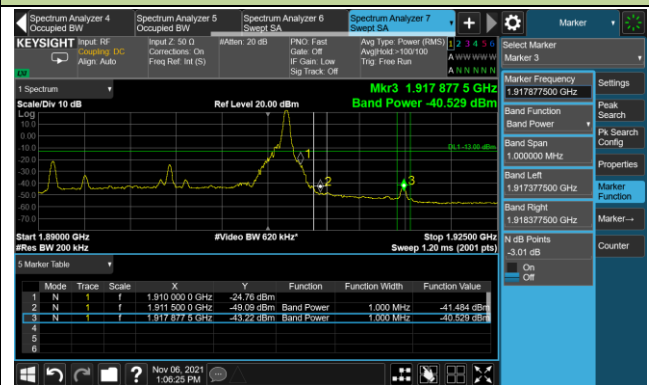 Spectrum Analyzer 4 Occupied BW
Spectrum Analyzer 5 Occupied BW
Spectrum Analyzer 6 Swept SA
Spectrum Analyzer 7 Swept SA
Marker
KEYSIGHT
Input: RF
Coupling: DC
Align: Auto
Input Z: 50 Ω
Corrections: On
Freq Ref: Int (S)
#Atten: 20 dB
PNO: Fast
Gate: Off
IF Gain: Low
Sig Track: Off
Avg Type: Power (RMS)
Avg|Hold:>100/100
Trig: Free Run
1 2 3 4 5 6
A W W W W W
A N N N N N
Select Marker
Marker 3
Marker Frequency
1.917877500 GHz
Band Function
Band Power
Band Span
1.000000 MHz
Band Left
1.917377500 GHz
Band Right
1.918377500 GHz
N dB Points
-3.01 dB
On
Off
Settings
Peak Search
Pk Search Config
Properties
Marker Function
Marker→
Counter
1 Spectrum
Scale/Div 10 dB
Ref Level 20.00 dBm
Mkr3 1.917 877 5 GHz
Band Power -40.529 dBm
Log
10.0
0.00
-10.0
-20.0
-30.0
-40.0
-50.0
-60.0
-70.0
DL1 -13.00 dBm
1
2
3
Start 1.89000 GHz
#Res BW 200 kHz
#Video BW 620 kHz*
Stop 1.92500 GHz
Sweep 1.20 ms (2001 pts)
5 Marker Table
Mode Trace Scale X Y Function Function Width Function Value
1 N 1 f 1.910 000 0 GHz -24.76 dBm
2 N 1 f 1.911 500 0 GHz -49.09 dBm Band Power 1.000 MHz -41.484 dBm
3 N 1 f 1.917 877 5 GHz -43.22 dBm Band Power 1.000 MHz -40.529 dBm
4
5
6
Nov 06, 2021
1:06:25 PM